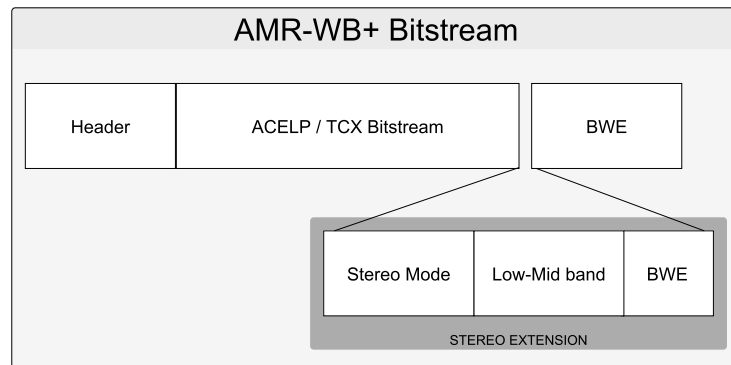 AMR-WB+ Bitstream
Header
ACELP / TCX Bitstream
BWE
Stereo Mode
Low-Mid band
BWE
STEREO EXTENSION